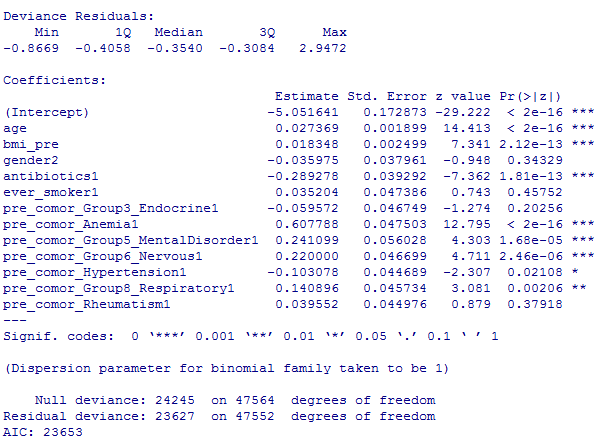 Deviance Residuals:
    Min       1Q   Median       3Q      Max
-0.8669  -0.4058  -0.3540  -0.3084   2.9472

Coefficients:
                                 Estimate Std. Error z value Pr(>|z|)
(Intercept)                     -5.051641   0.172873 -29.222  < 2e-16 ***
age                              0.027369   0.001899  14.413  < 2e-16 ***
bmi_pre                          0.018348   0.002499   7.341 2.12e-13 ***
gender2                         -0.035975   0.037961  -0.948  0.34329
antibiotics1                    -0.289278   0.039292  -7.362 1.81e-13 ***
ever_smoker1                     0.035204   0.047386   0.743  0.45752
pre_comor_Group3_Endocrine1     -0.059572   0.046749  -1.274  0.20256
pre_comor_Anemia1                0.607788   0.047503  12.795  < 2e-16 ***
pre_comor_Group5_MentalDisorder1 0.241099   0.056028   4.303 1.68e-05 ***
pre_comor_Group6_Nervous1        0.220000   0.046699   4.711 2.46e-06 ***
pre_comor_Hypertension1         -0.103078   0.044689  -2.307  0.02108 *
pre_comor_Group8_Respiratory1    0.140896   0.045734   3.081  0.00206 **
pre_comor_Rheumatism1            0.039552   0.044976   0.879  0.37918
---
Signif. codes:  0 ‘***’ 0.001 ‘**’ 0.01 ‘*’ 0.05 ‘.’ 0.1 ‘ ’ 1

(Dispersion parameter for binomial family taken to be 1)

    Null deviance: 24245  on 47564  degrees of freedom
Residual deviance: 23627  on 47552  degrees of freedom
AIC: 23653